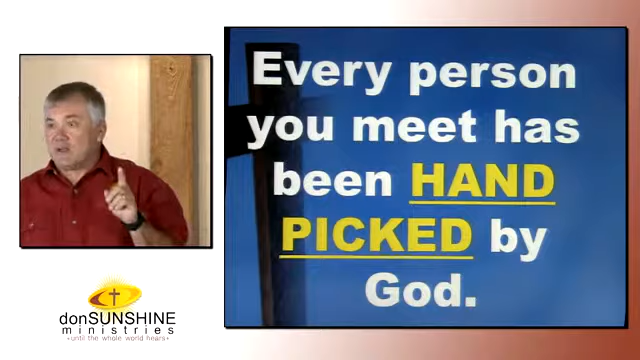 Every person
you meet has
been HAND
PICKED by
God.
donSUNSHINE
ministries
until the whole world hears